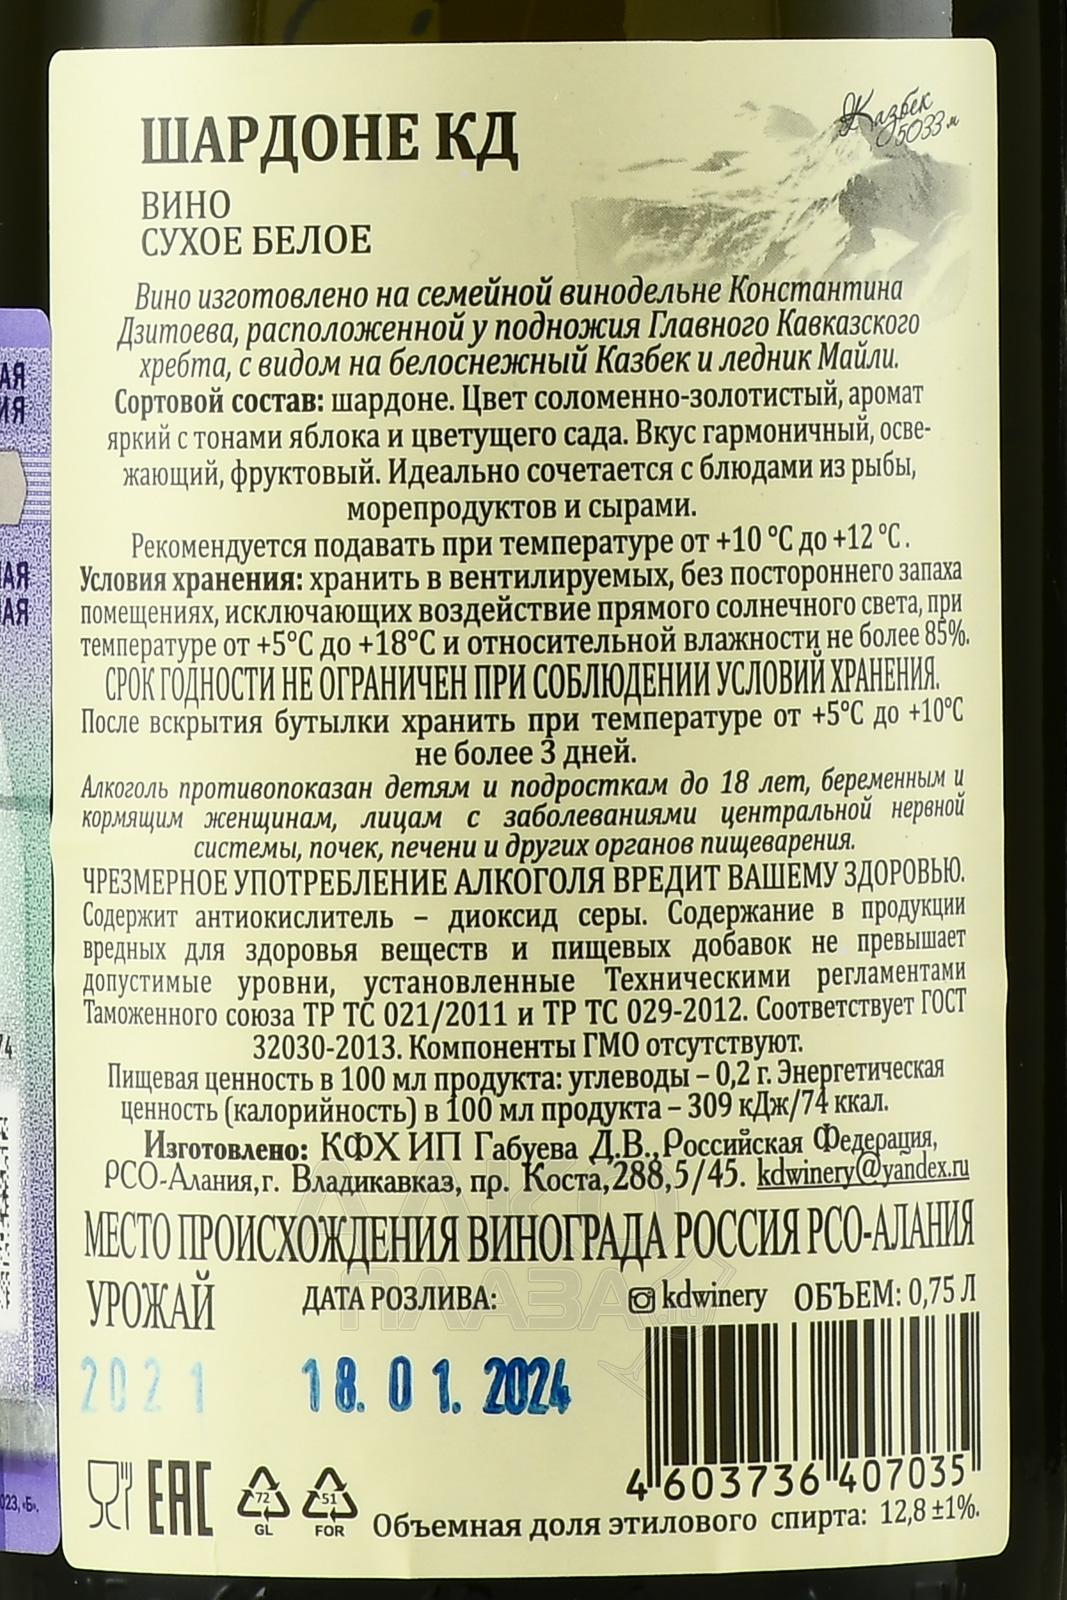 Казбек
5033 м
ШАРДОНЕ КД
ВИНО
СУХОЕ БЕЛОЕ
Вино изготовлено на семейной винодельне Константина
Дзитоева, расположенной у подножия Главного Кавказского
хребта, с видом на белоснежный Казбек и ледник Майли.
Сортовой состав: шардоне. Цвет соломенно-золотистый, аромат
яркий с тонами яблока и цветущего сада. Вкус гармоничный, осве-
жающий, фруктовый. Идеально сочетается с блюдами из рыбы,
морепродуктов и сырами.
Рекомендуется подавать при температуре от +10 °С до +12 °С.
Условия хранения: хранить в вентилируемых, без постороннего запаха
помещениях, исключающих воздействие прямого солнечного света, при
температуре от +5°С до +18°С и относительной влажности не более 85%.
СРОК ГОДНОСТИ НЕ ОГРАНИЧЕН ПРИ СОБЛЮДЕНИИ УСЛОВИЙ ХРАНЕНИЯ.
После вскрытия бутылки хранить при температуре от +5°С до +10°С
не более 3 дней.
Алкоголь противопоказан детям и подросткам до 18 лет, беременным и
кормящим женщинам, лицам с заболеваниями центральной нервной
системы, почек, печени и других органов пищеварения.
ЧРЕЗМЕРНОЕ УПОТРЕБЛЕНИЕ АЛКОГОЛЯ ВРЕДИТ ВАШЕМУ ЗДОРОВЬЮ.
Содержит антиокислитель – диоксид серы. Содержание в продукции
вредных для здоровья веществ и пищевых добавок не превышает
допустимые уровни, установленные Техническими регламентами
Таможенного союза ТР ТС 021/2011 и ТР ТС 029-2012. Соответствует ГОСТ
32030-2013. Компоненты ГМО отсутствуют.
Пищевая ценность в 100 мл продукта: углеводы – 0,2 г. Энергетическая
ценность (калорийность) в 100 мл продукта – 309 кДж/74 ккал.
Изготовлено: КФХ ИП Габуева Д.В., Российская Федерация,
РСО-Алания, г. Владикавказ, пр. Коста, 288, 5/45. kdwinery@yandex.ru
МЕСТО ПРОИСХОЖДЕНИЯ ВИНОГРАДА РОССИЯ РСО-АЛАНИЯ
УРОЖАЙ ДАТА РОЗЛИВА: kdwinery ОБЪЕМ: 0,75 Л
2021 18.01.2024
4 603736 407035
EAC 72 GL 51 FOR
Объемная доля этилового спирта: 12,8 ±1%.